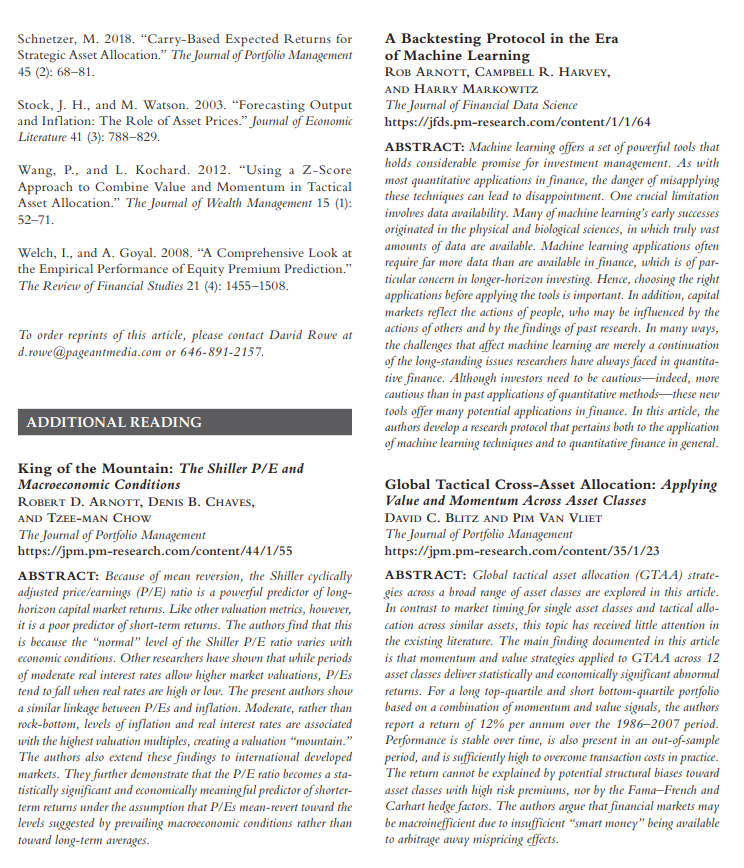 Schnetzer, M. 2018. “Carry-Based Expected Returns for
Strategic Asset Allocation.” The Journal of Portfolio Management
45 (2): 68–81.
Stock, J. H., and M. Watson. 2003. “Forecasting Output
and Inflation: The Role of Asset Prices.” Journal of Economic
Literature 41 (3): 788–829.
Wang, P., and L. Kochard. 2012. “Using a Z-Score
Approach to Combine Value and Momentum in Tactical
Asset Allocation.” The Journal of Wealth Management 15 (1):
52–71.
Welch, I., and A. Goyal. 2008. “A Comprehensive Look at
the Empirical Performance of Equity Premium Prediction.”
The Review of Financial Studies 21 (4): 1455–1508.
To order reprints of this article, please contact David Rowe at
d.rowe@pageantmedia.com or 646-891-2157.
ADDITIONAL READING
King of the Mountain: The Shiller P/E and
Macroeconomic Conditions
ROBERT D. ARNOTT, DENIS B. CHAVES,
AND TZEE-MAN CHOW
The Journal of Portfolio Management
https://jpm.pm-research.com/content/44/1/55
ABSTRACT: Because of mean reversion, the Shiller cyclically
adjusted price/earnings (P/E) ratio is a powerful predictor of long-
horizon capital market returns. Like other valuation metrics, however,
it is a poor predictor of short-term returns. The authors find that this
is because the “normal” level of the Shiller P/E ratio varies with
economic conditions. Other researchers have shown that while periods
of moderate real interest rates allow higher market valuations, P/Es
tend to fall when real rates are high or low. The present authors show
a similar linkage between P/Es and inflation. Moderate, rather than
rock-bottom, levels of inflation and real interest rates are associated
with the highest valuation multiples, creating a valuation “mountain.”
The authors also extend these findings to international developed
markets. They further demonstrate that the P/E ratio becomes a sta-
tistically significant and economically meaningful predictor of shorter-
term returns under the assumption that P/Es mean-revert toward the
levels suggested by prevailing macroeconomic conditions rather than
toward long-term averages.
A Backtesting Protocol in the Era
of Machine Learning
ROB ARNOTT, CAMPBELL R. HARVEY,
AND HARRY MARKOWITZ
The Journal of Financial Data Science
https://jfds.pm-research.com/content/1/1/64
ABSTRACT: Machine learning offers a set of powerful tools that
holds considerable promise for investment management. As with
most quantitative applications in finance, the danger of misapplying
these techniques can lead to disappointment. One crucial limitation
involves data availability. Many of machine learning’s early successes
originated in the physical and biological sciences, in which truly vast
amounts of data are available. Machine learning applications often
require far more data than are available in finance, which is of par-
ticular concern in longer-horizon investing. Hence, choosing the right
applications before applying the tools is important. In addition, capital
markets reflect the actions of people, who may be influenced by the
actions of others and by the findings of past research. In many ways,
the challenges that affect machine learning are merely a continuation
of the long-standing issues researchers have always faced in quantita-
tive finance. Although investors need to be cautious—indeed, more
cautious than in past applications of quantitative methods—these new
tools offer many potential applications in finance. In this article, the
authors develop a research protocol that pertains both to the application
of machine learning techniques and to quantitative finance in general.
Global Tactical Cross-Asset Allocation: Applying
Value and Momentum Across Asset Classes
DAVID C. BLITZ AND PIM VAN VLIET
The Journal of Portfolio Management
https://jpm.pm-research.com/content/35/1/23
ABSTRACT: Global tactical asset allocation (GTAA) strate-
gies across a broad range of asset classes are explored in this article.
In contrast to market timing for single asset classes and tactical allo-
cation across similar assets, this topic has received little attention in
the existing literature. The main finding documented in this article
is that momentum and value strategies applied to GTAA across 12
asset classes deliver statistically and economically significant abnormal
returns. For a long top-quartile and short bottom-quartile portfolio
based on a combination of momentum and value signals, the authors
report a return of 12% per annum over the 1986–2007 period.
Performance is stable over time, is also present in an out-of-sample
period, and is sufficiently high to overcome transaction costs in practice.
The return cannot be explained by potential structural biases toward
asset classes with high risk premiums, nor by the Fama–French and
Carhart hedge factors. The authors argue that financial markets may
be macroinefficient due to insufficient “smart money” being available
to arbitrage away mispricing effects.